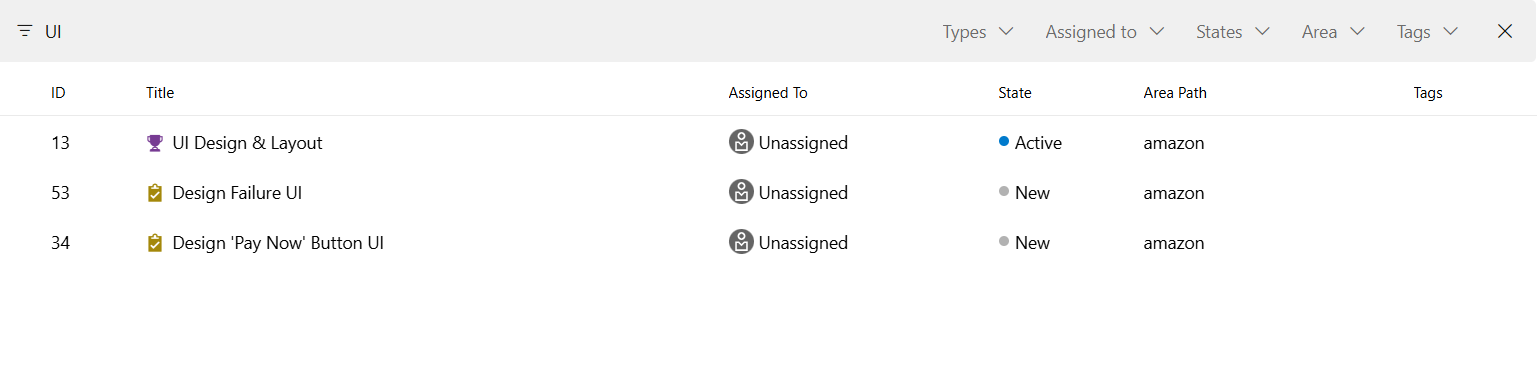 UI Types Assigned to States Area Tags
ID Title Assigned To State Area Path Tags
13 UI Design & Layout Unassigned Active amazon
53 Design Failure UI Unassigned New amazon
34 Design 'Pay Now' Button UI Unassigned New amazon